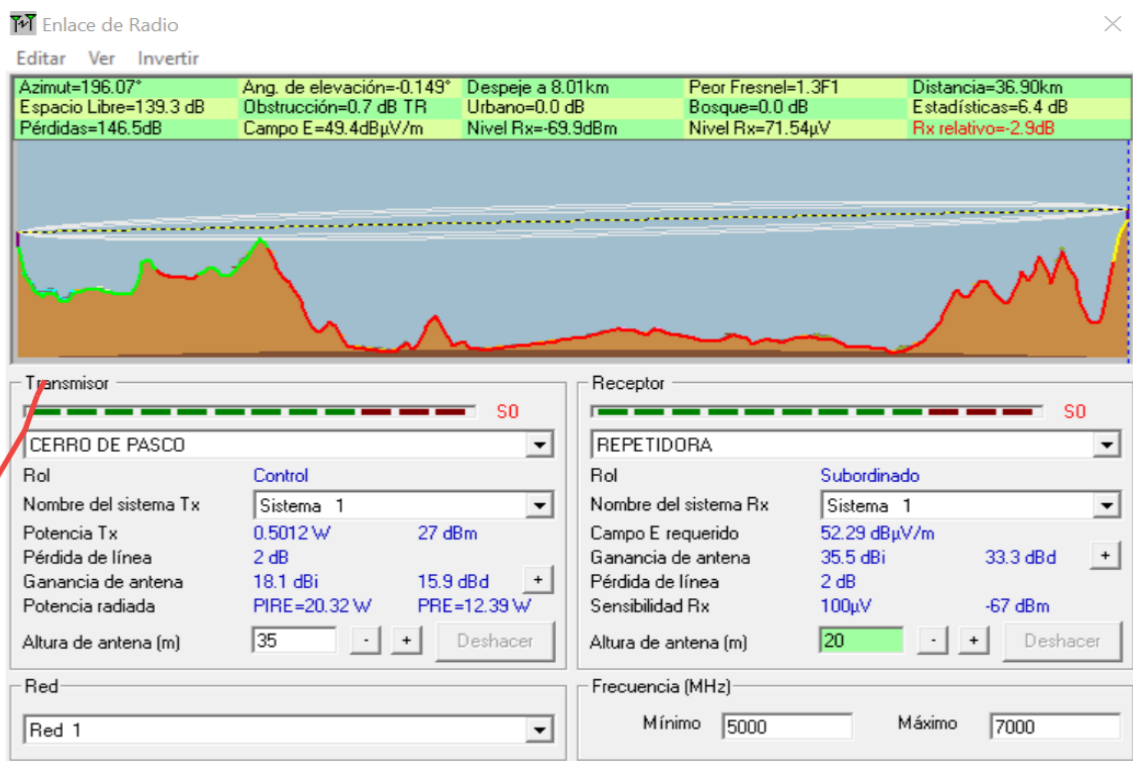 Enlace de Radio
Editar Ver Invertir
Azimut=196.07° Ang. de elevación=-0.149° Despeje a 8.01km Peor Fresnel=1.3F1 Distancia=36.90km
Espacio Libre=139.3 dB Obstrucción=0.7 dB TR Urbano=0.0 dB Bosque=0.0 dB Estadísticas=6.4 dB
Pérdidas=146.5dB Campo E=49.4dBμV/m Nivel Rx=-69.9dBm Nivel Rx=71.54μV Rx relativo=-2.9dB
Transmisor
S0
CERRO DE PASCO
Rol Control
Nombre del sistema Tx Sistema 1
Potencia Tx 0.5012 W 27 dBm
Pérdida de línea 2 dB
Ganancia de antena 18.1 dBi 15.9 dBd +
Potencia radiada PIRE=20.32 W PRE=12.39 W
Altura de antena (m) 35 - + Deshacer
Receptor
S0
REPETIDORA
Rol Subordinado
Nombre del sistema Rx Sistema 1
Campo E requerido 52.29 dBμV/m
Ganancia de antena 35.5 dBi 33.3 dBd +
Pérdida de línea 2 dB
Sensibilidad Rx 100μV -67 dBm
Altura de antena (m) 20 - + Deshacer
Red
Red 1
Frecuencia (MHz)
Mínimo 5000 Máximo 7000